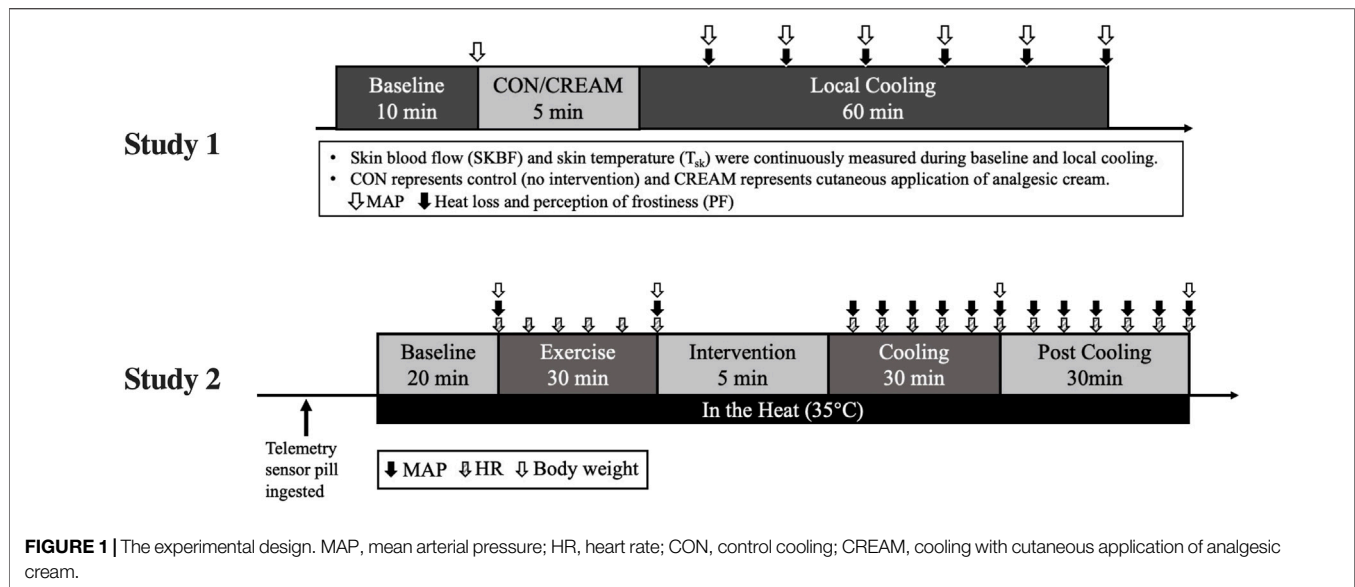 Baseline
10 min
CON/CREAM
5 min
Local Cooling
60 min
Study 1
• Skin blood flow (SKBF) and skin temperature (Tsk) were continuously measured during baseline and local cooling.
• CON represents control (no intervention) and CREAM represents cutaneous application of analgesic cream.
MAP Heat loss and perception of frostiness (PF)
Study 2
Baseline
20 min
Exercise
30 min
Intervention
5 min
Cooling
30 min
Post Cooling
30min
In the Heat (35°C)
Telemetry
sensor pill
ingested
MAP HR Body weight
FIGURE 1 | The experimental design. MAP, mean arterial pressure; HR, heart rate; CON, control cooling; CREAM, cooling with cutaneous application of analgesic
cream.